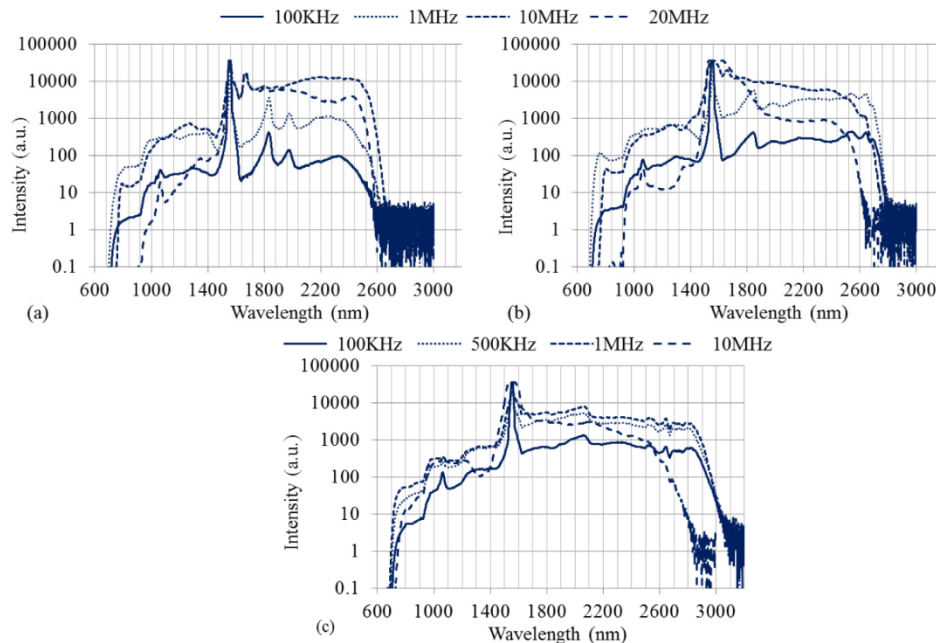 100KHz 1MHz 10MHz 20MHz
(a)
100000
10000
1000
100
10
1
0.1
Intensity (a.u.)
600 1000 1400 1800 2200 2600 3000
Wavelength (nm)
(b)
100000
10000
1000
100
10
1
0.1
Intensity (a.u.)
600 1000 1400 1800 2200 2600 3000
Wavelength (nm)
100KHz 500KHz 1MHz 10MHz
100000
10000
1000
100
10
1
0.1
Intensity (a.u.)
600 1000 1400 1800 2200 2600 3000
(c)
Wavelength (nm)